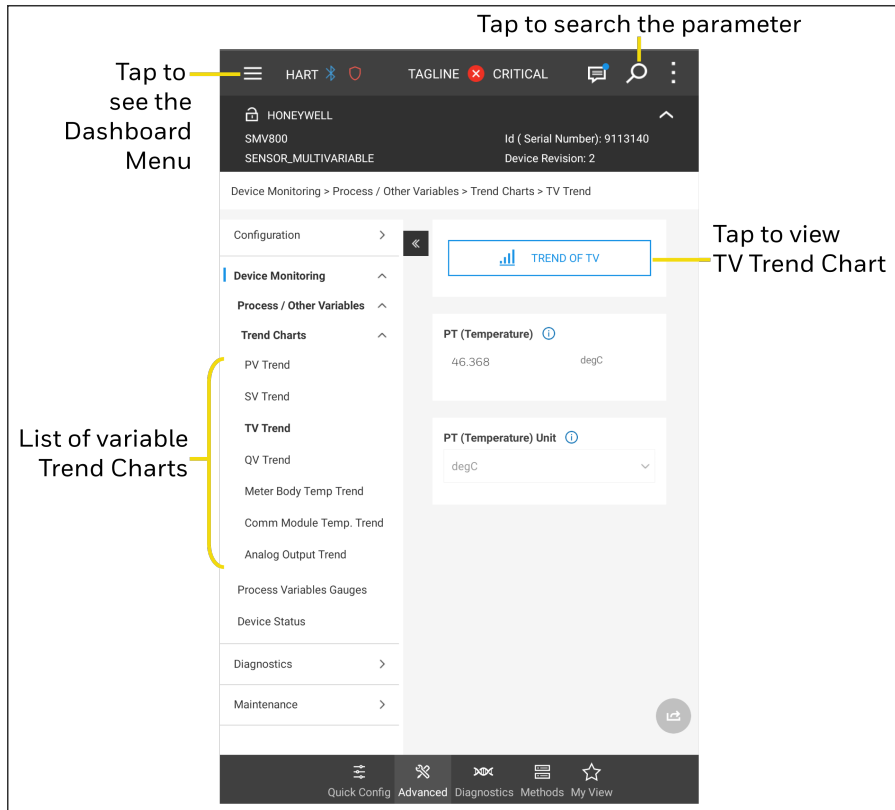 Tap to search the parameter
Tap to
see the
Dashboard
Menu
HART TAGLINE CRITICAL
HONEYWELL
SMV800 Id ( Serial Number): 9113140
SENSOR_MULTIVARIABLE Device Revision: 2
Device Monitoring > Process / Other Variables > Trend Charts > TV Trend
Configuration
Device Monitoring
Process / Other Variables
Trend Charts
PV Trend
SV Trend
TV Trend
QV Trend
Meter Body Temp Trend
Comm Module Temp. Trend
Analog Output Trend
Process Variables Gauges
Device Status
Diagnostics
Maintenance
List of variable
Trend Charts
TREND OF TV
Tap to view
TV Trend Chart
PT (Temperature)
46.368 degC
PT (Temperature) Unit
degC
Quick Config Advanced Diagnostics Methods My View